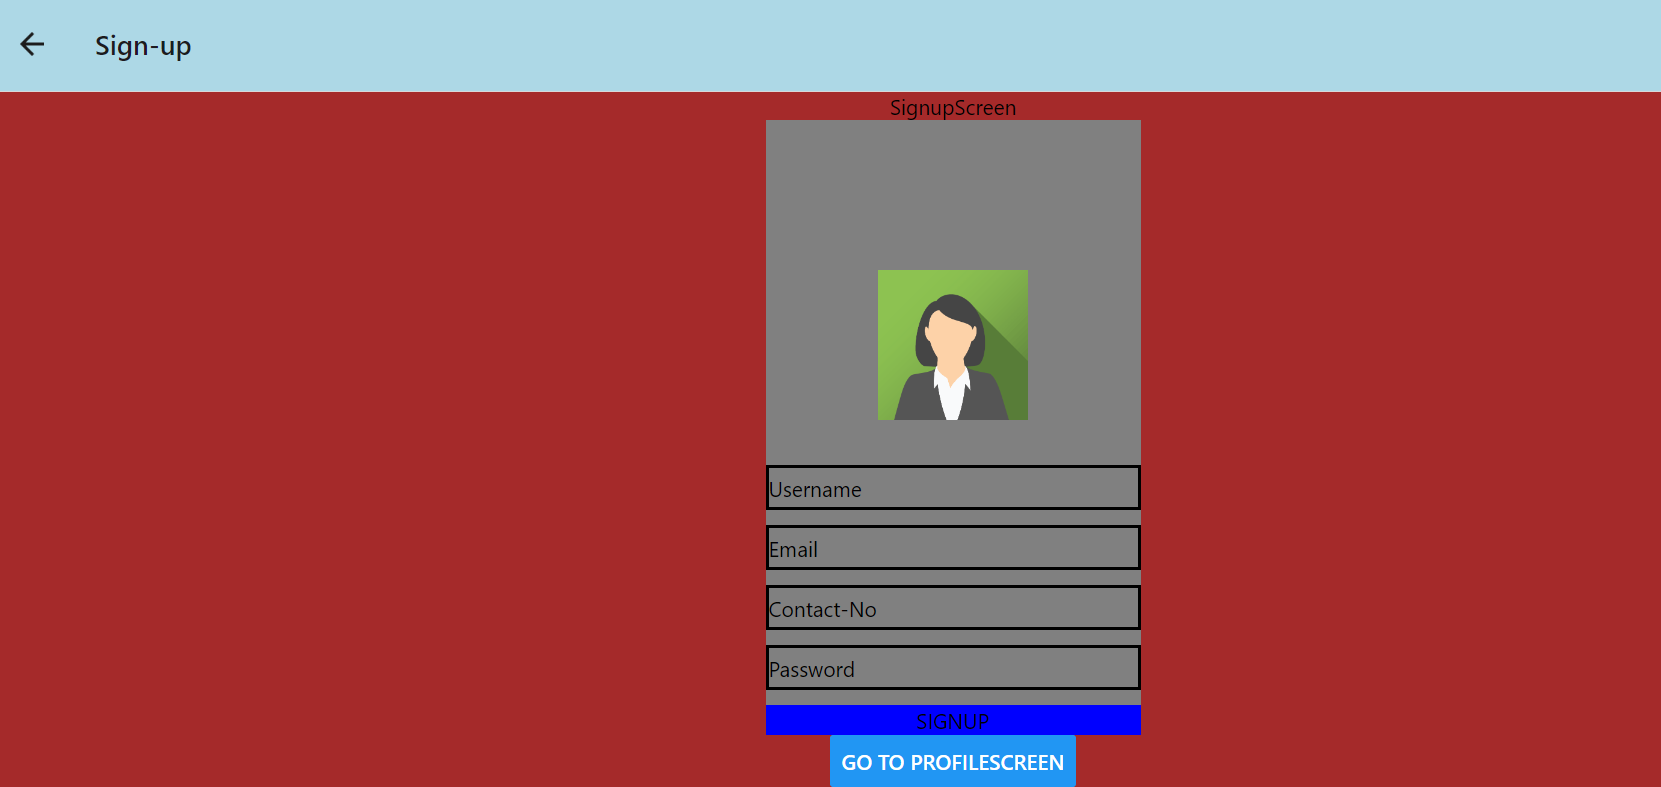 Sign-up
SignupScreen
Username
Email
Contact-No
Password
SIGNUP
GO TO PROFILESCREEN